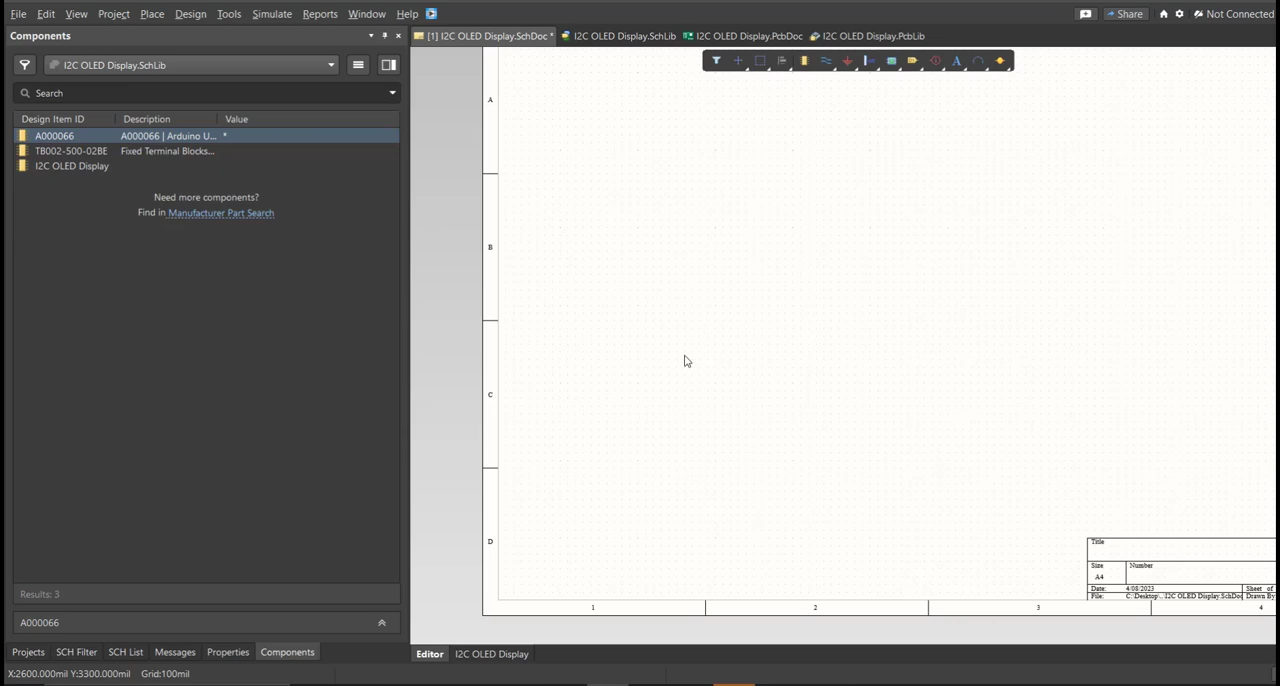 File Edit View Project Place Design Tools Simulate Reports Window Help Share Not Connected
Components
[1] I2C OLED Display.SchDoc * I2C OLED Display.SchLib I2C OLED Display.PcbDoc I2C OLED Display.PcbLib
I2C OLED Display.SchLib
Search
Design Item ID Description Value
A000066 A000066 | Arduino U... *
TB002-500-02BE Fixed Terminal Blocks...
I2C OLED Display
Need more components?
Find in Manufacturer Part Search
A
B
C
D
Title
Size Number
A4
Date: 4/08/2023 Sheet of
File: C:\Desktop\...\I2C OLED Display.SchDoc Drawn By
1 2 3 4
Results: 3
A000066
Projects SCH Filter SCH List Messages Properties Components
Editor I2C OLED Display
X:2600.000mil Y:3300.000mil Grid:100mil